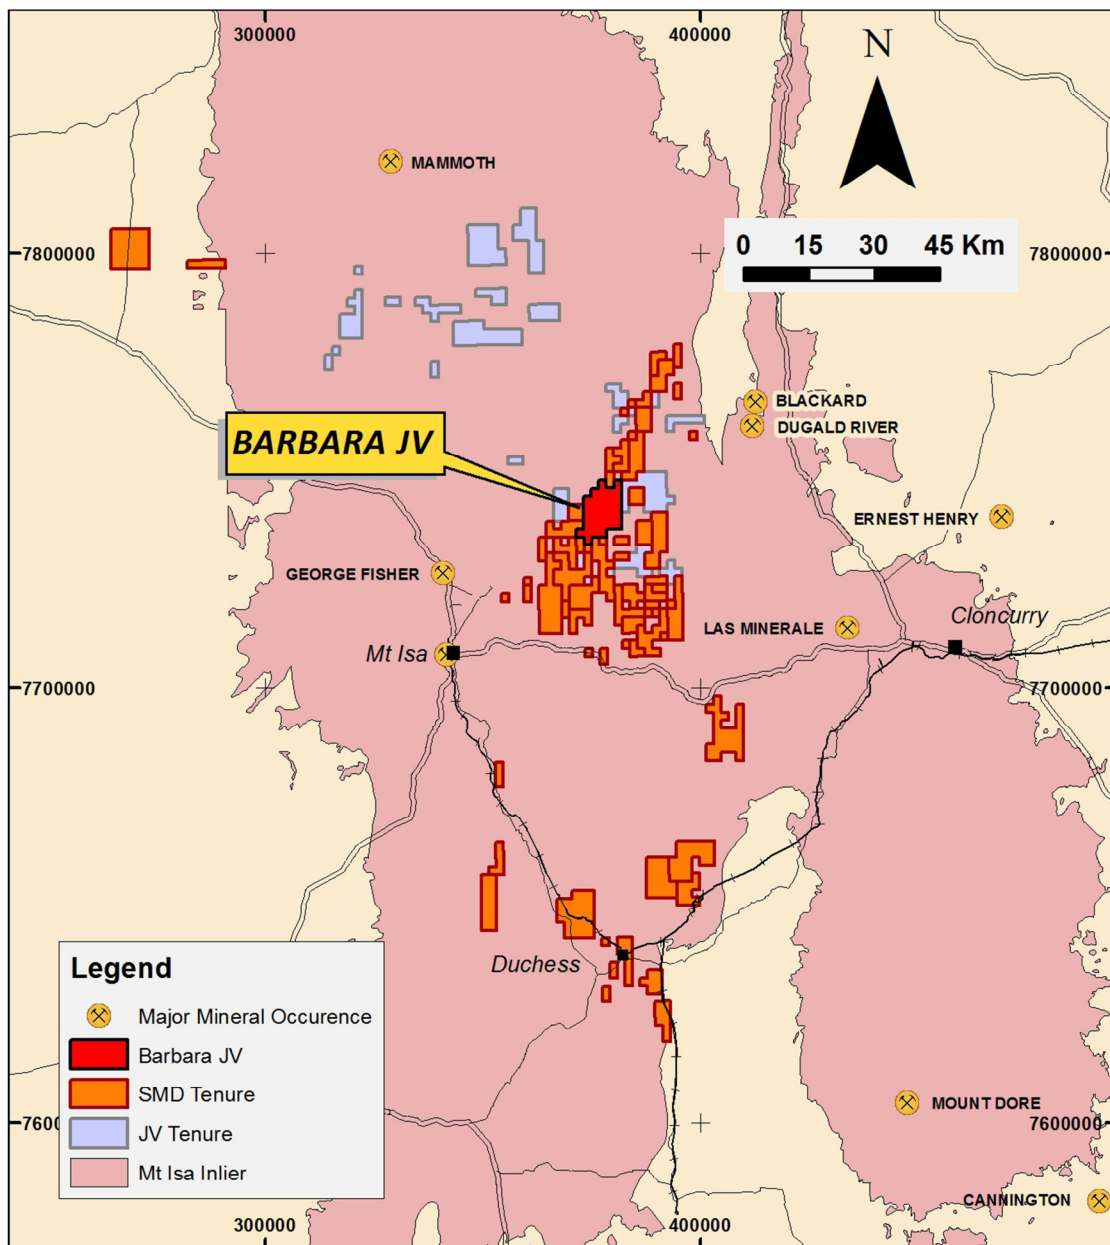 300000
400000
N
MAMMOTH
7800000
0 15 30 45 Km
7800000
BLACKARD
DUGALD RIVER
BARBARA JV
ERNEST HENRY
GEORGE FISHER
Cloncurry
LAS MINERALE
Mt Isa
7700000
7700000
Duchess
Legend
Major Mineral Occurence
Barbara JV
SMD Tenure
JV Tenure
Mt Isa Inlier
MOUNT DORE
7600000
CANNINGTON
300000
400000